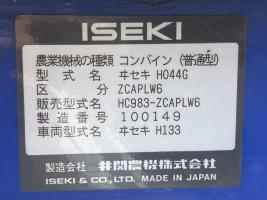 ISEKI
農業機械の種類 コンバイン (普通型)
型式名 ヰセキ HO44G
区分 ZCAPLW6
販売型式名 HC983-ZCAPLW6
製造番号 100149
車両型式名 ヰセキ H133
製造会社 井関農機株式会社
ISEKI & CO., LTD. MADE IN JAPAN